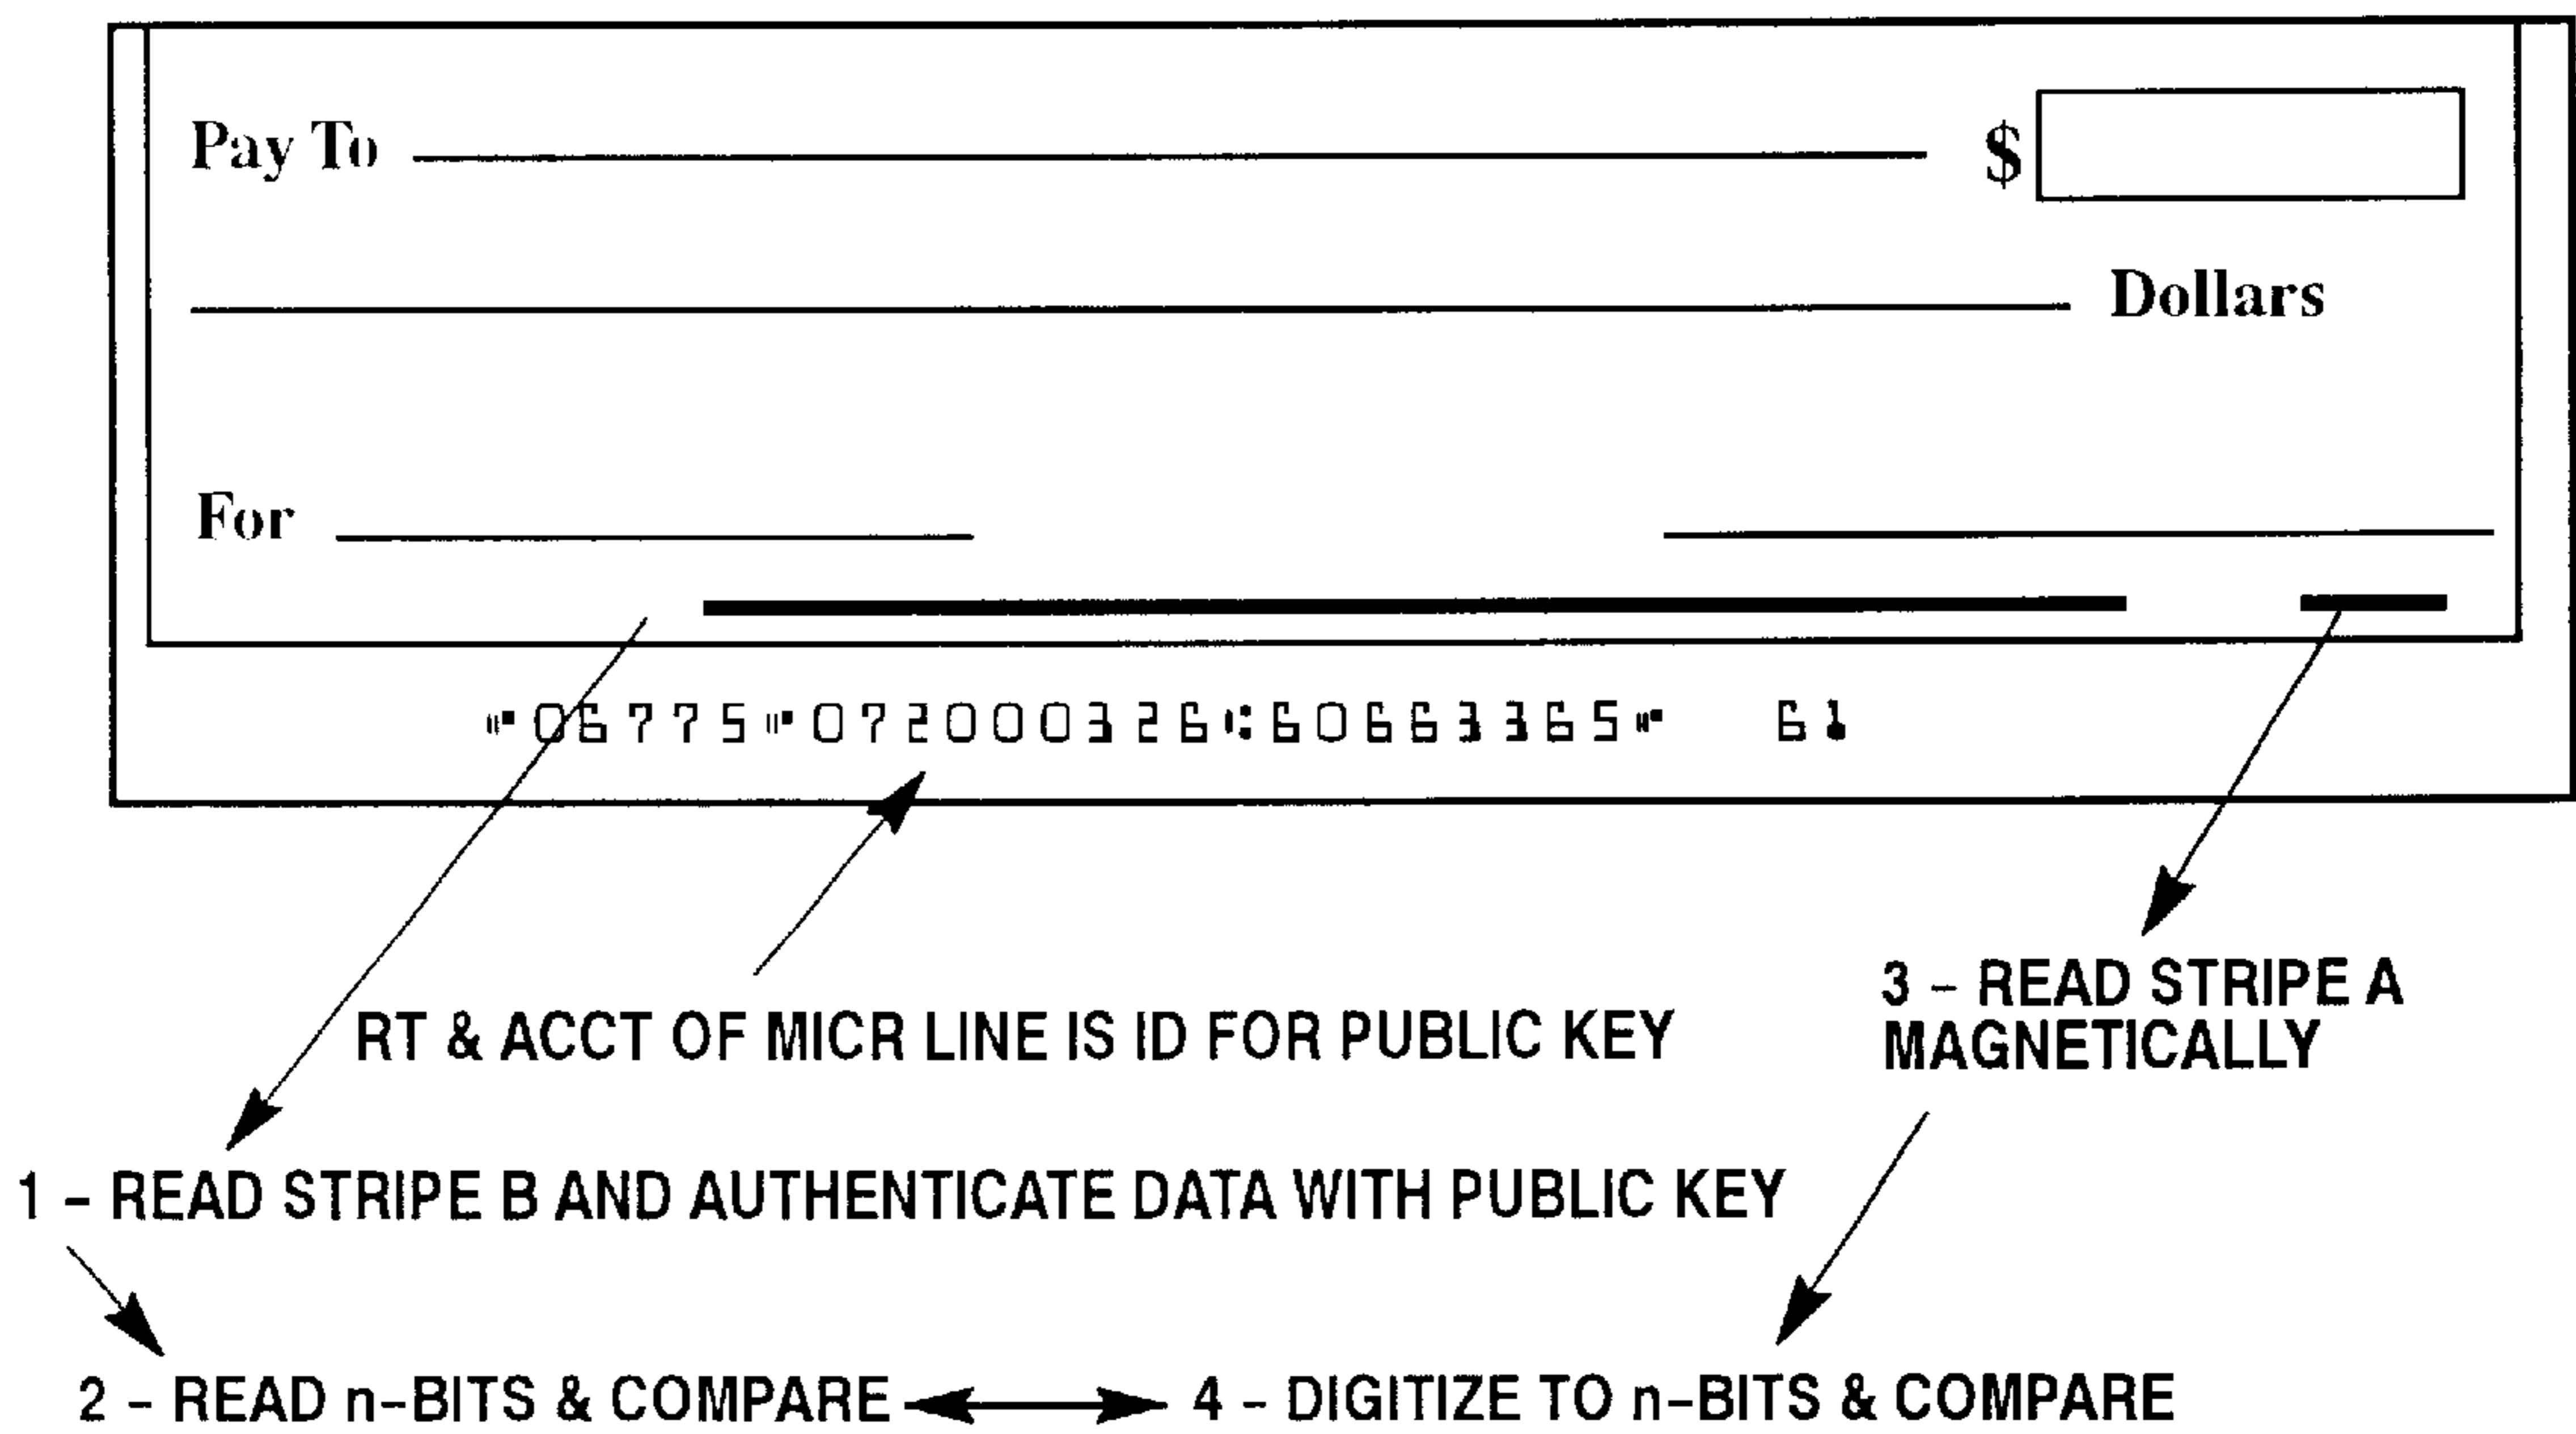 Pay To $
Dollars
For
⑈06775⑈072000326⑆60663365⑈ 61
RT & ACCT OF MICR LINE IS ID FOR PUBLIC KEY
3 - READ STRIPE A
MAGNETICALLY
1 - READ STRIPE B AND AUTHENTICATE DATA WITH PUBLIC KEY
2 - READ n-BITS & COMPARE 4 - DIGITIZE TO n-BITS & COMPARE